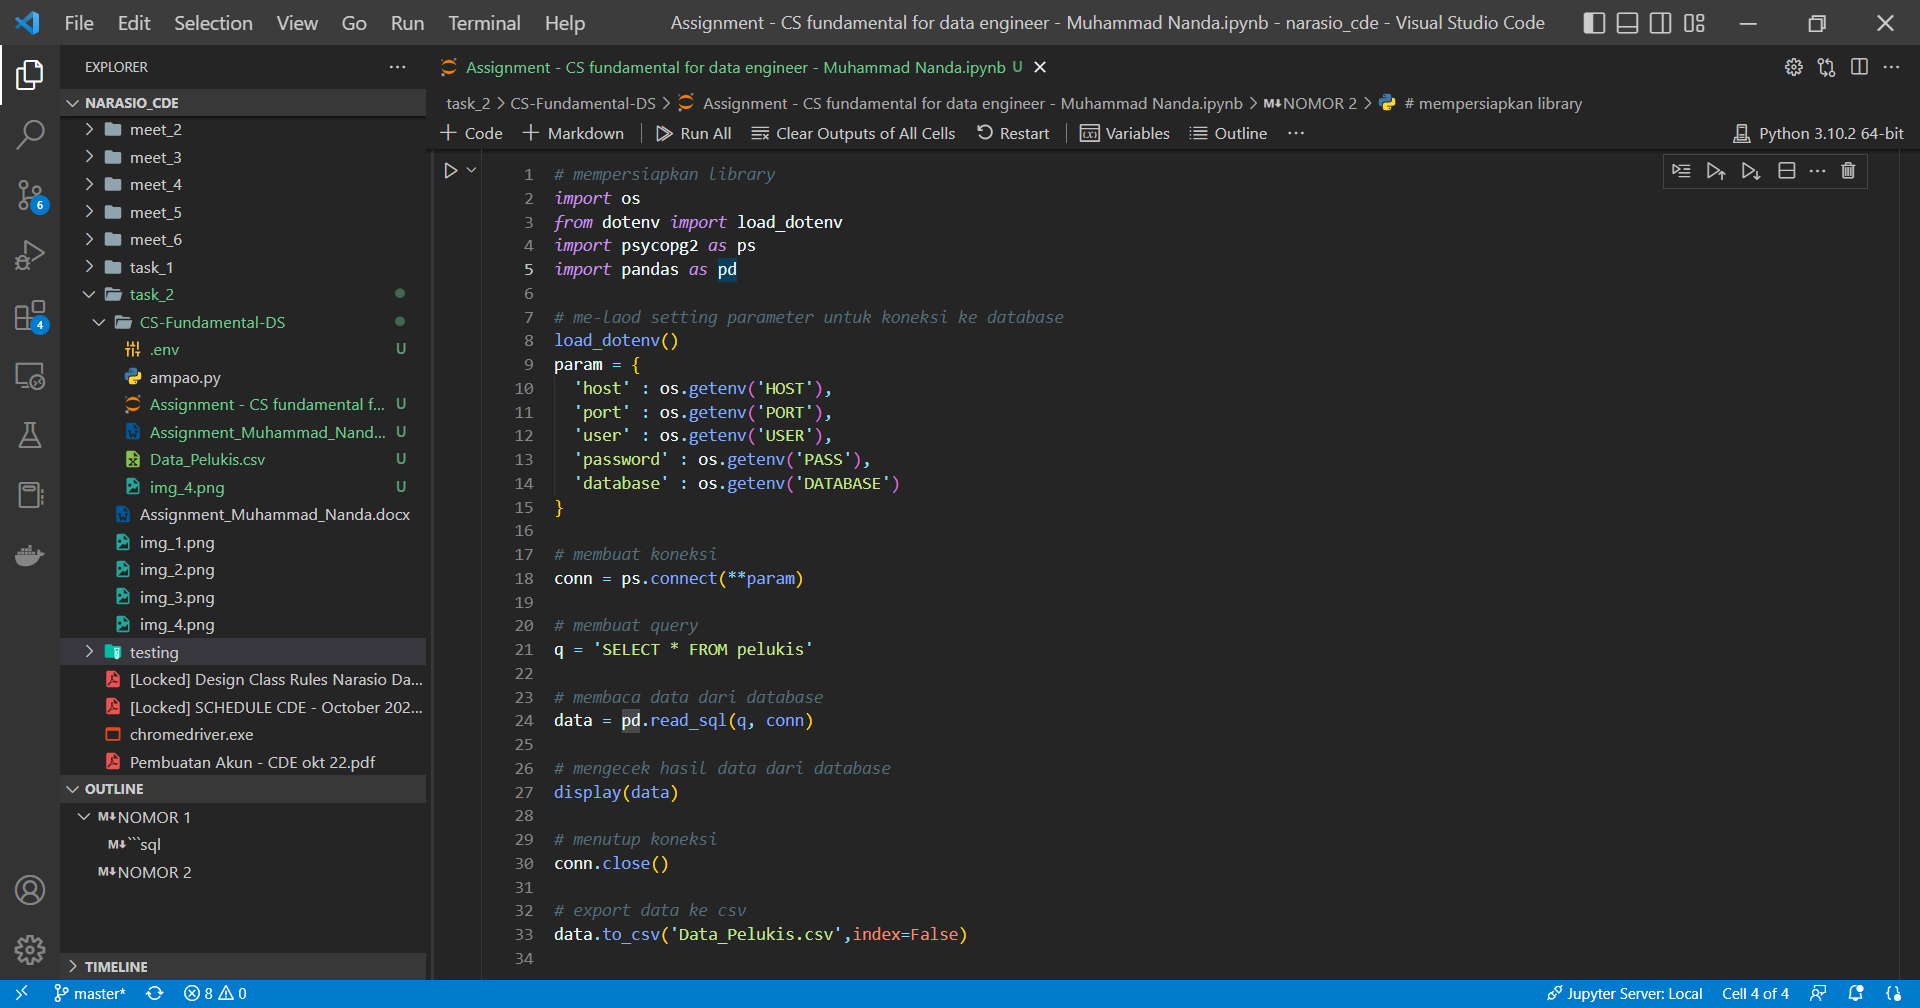 File Edit Selection View Go Run Terminal Help Assignment - CS fundamental for data engineer - Muhammad Nanda.ipynb - narasio_cde - Visual Studio Code
EXPLORER ···
Assignment - CS fundamental for data engineer - Muhammad Nanda.ipynb U
NARASIO_CDE
task_2 > CS-Fundamental-DS > Assignment - CS fundamental for data engineer - Muhammad Nanda.ipynb > M↓NOMOR 2 > # mempersiapkan library
+ Code + Markdown Run All Clear Outputs of All Cells Restart Variables Outline ··· Python 3.10.2 64-bit
meet_2
meet_3
meet_4
meet_5
meet_6
task_1
task_2
CS-Fundamental-DS
.env U
ampao.py
Assignment - CS fundamental f... U
Assignment_Muhammad_Nand... U
Data_Pelukis.csv U
img_4.png U
Assignment_Muhammad_Nanda.docx
img_1.png
img_2.png
img_3.png
img_4.png
testing
[Locked] Design Class Rules Narasio Da...
[Locked] SCHEDULE CDE - October 202...
chromedriver.exe
Pembuatan Akun - CDE okt 22.pdf
OUTLINE
M↓NOMOR 1
M↓```sql
M↓NOMOR 2
TIMELINE
6
4
1 # mempersiapkan library
2 import os
3 from dotenv import load_dotenv
4 import psycopg2 as ps
5 import pandas as pd
6
7 # me-laod setting parameter untuk koneksi ke database
8 load_dotenv()
9 param = {
10 'host' : os.getenv('HOST'),
11 'port' : os.getenv('PORT'),
12 'user' : os.getenv('USER'),
13 'password' : os.getenv('PASS'),
14 'database' : os.getenv('DATABASE')
15 }
16
17 # membuat koneksi
18 conn = ps.connect(**param)
19
20 # membuat query
21 q = 'SELECT * FROM pelukis'
22
23 # membaca data dari database
24 data = pd.read_sql(q, conn)
25
26 # mengecek hasil data dari database
27 display(data)
28
29 # menutup koneksi
30 conn.close()
31
32 # export data ke csv
33 data.to_csv('Data_Pelukis.csv',index=False)
34
master* 8 0 Jupyter Server: Local Cell 4 of 4